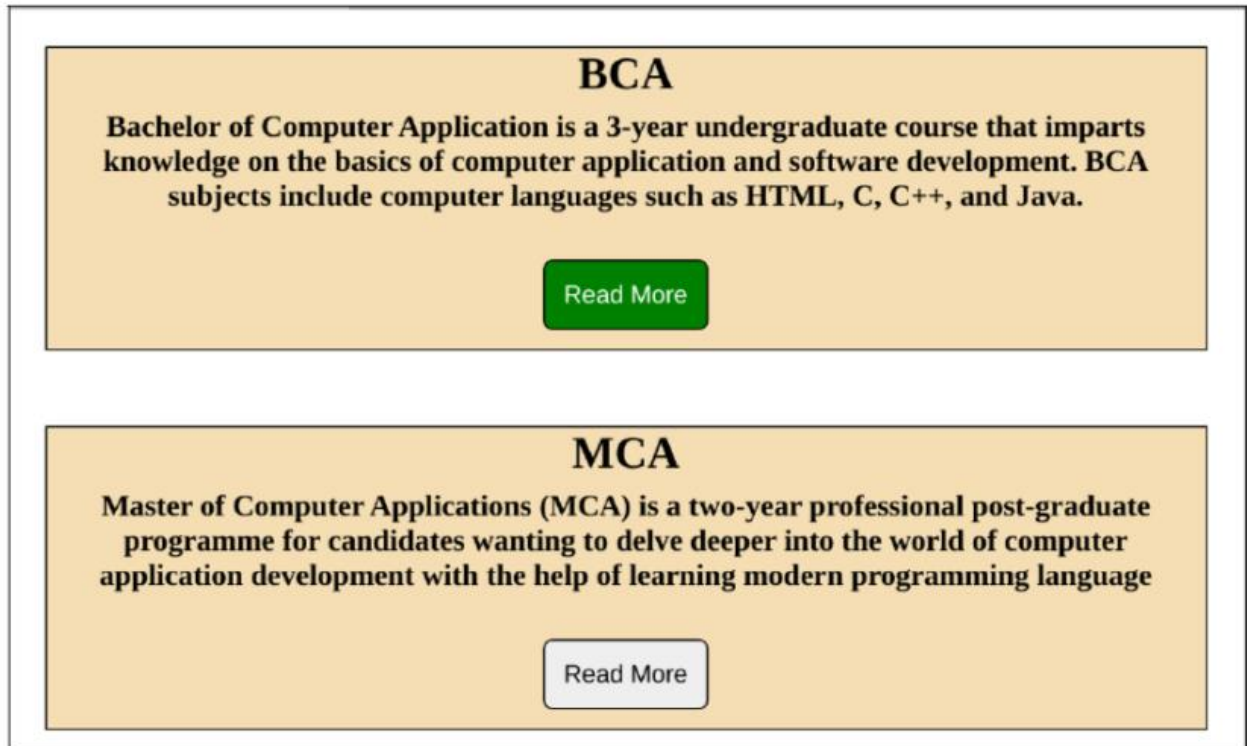 BCA
Bachelor of Computer Application is a 3-year undergraduate course that imparts
knowledge on the basics of computer application and software development. BCA
subjects include computer languages such as HTML, C, C++, and Java.
Read More
MCA
Master of Computer Applications (MCA) is a two-year professional post-graduate
programme for candidates wanting to delve deeper into the world of computer
application development with the help of learning modern programming language
Read More